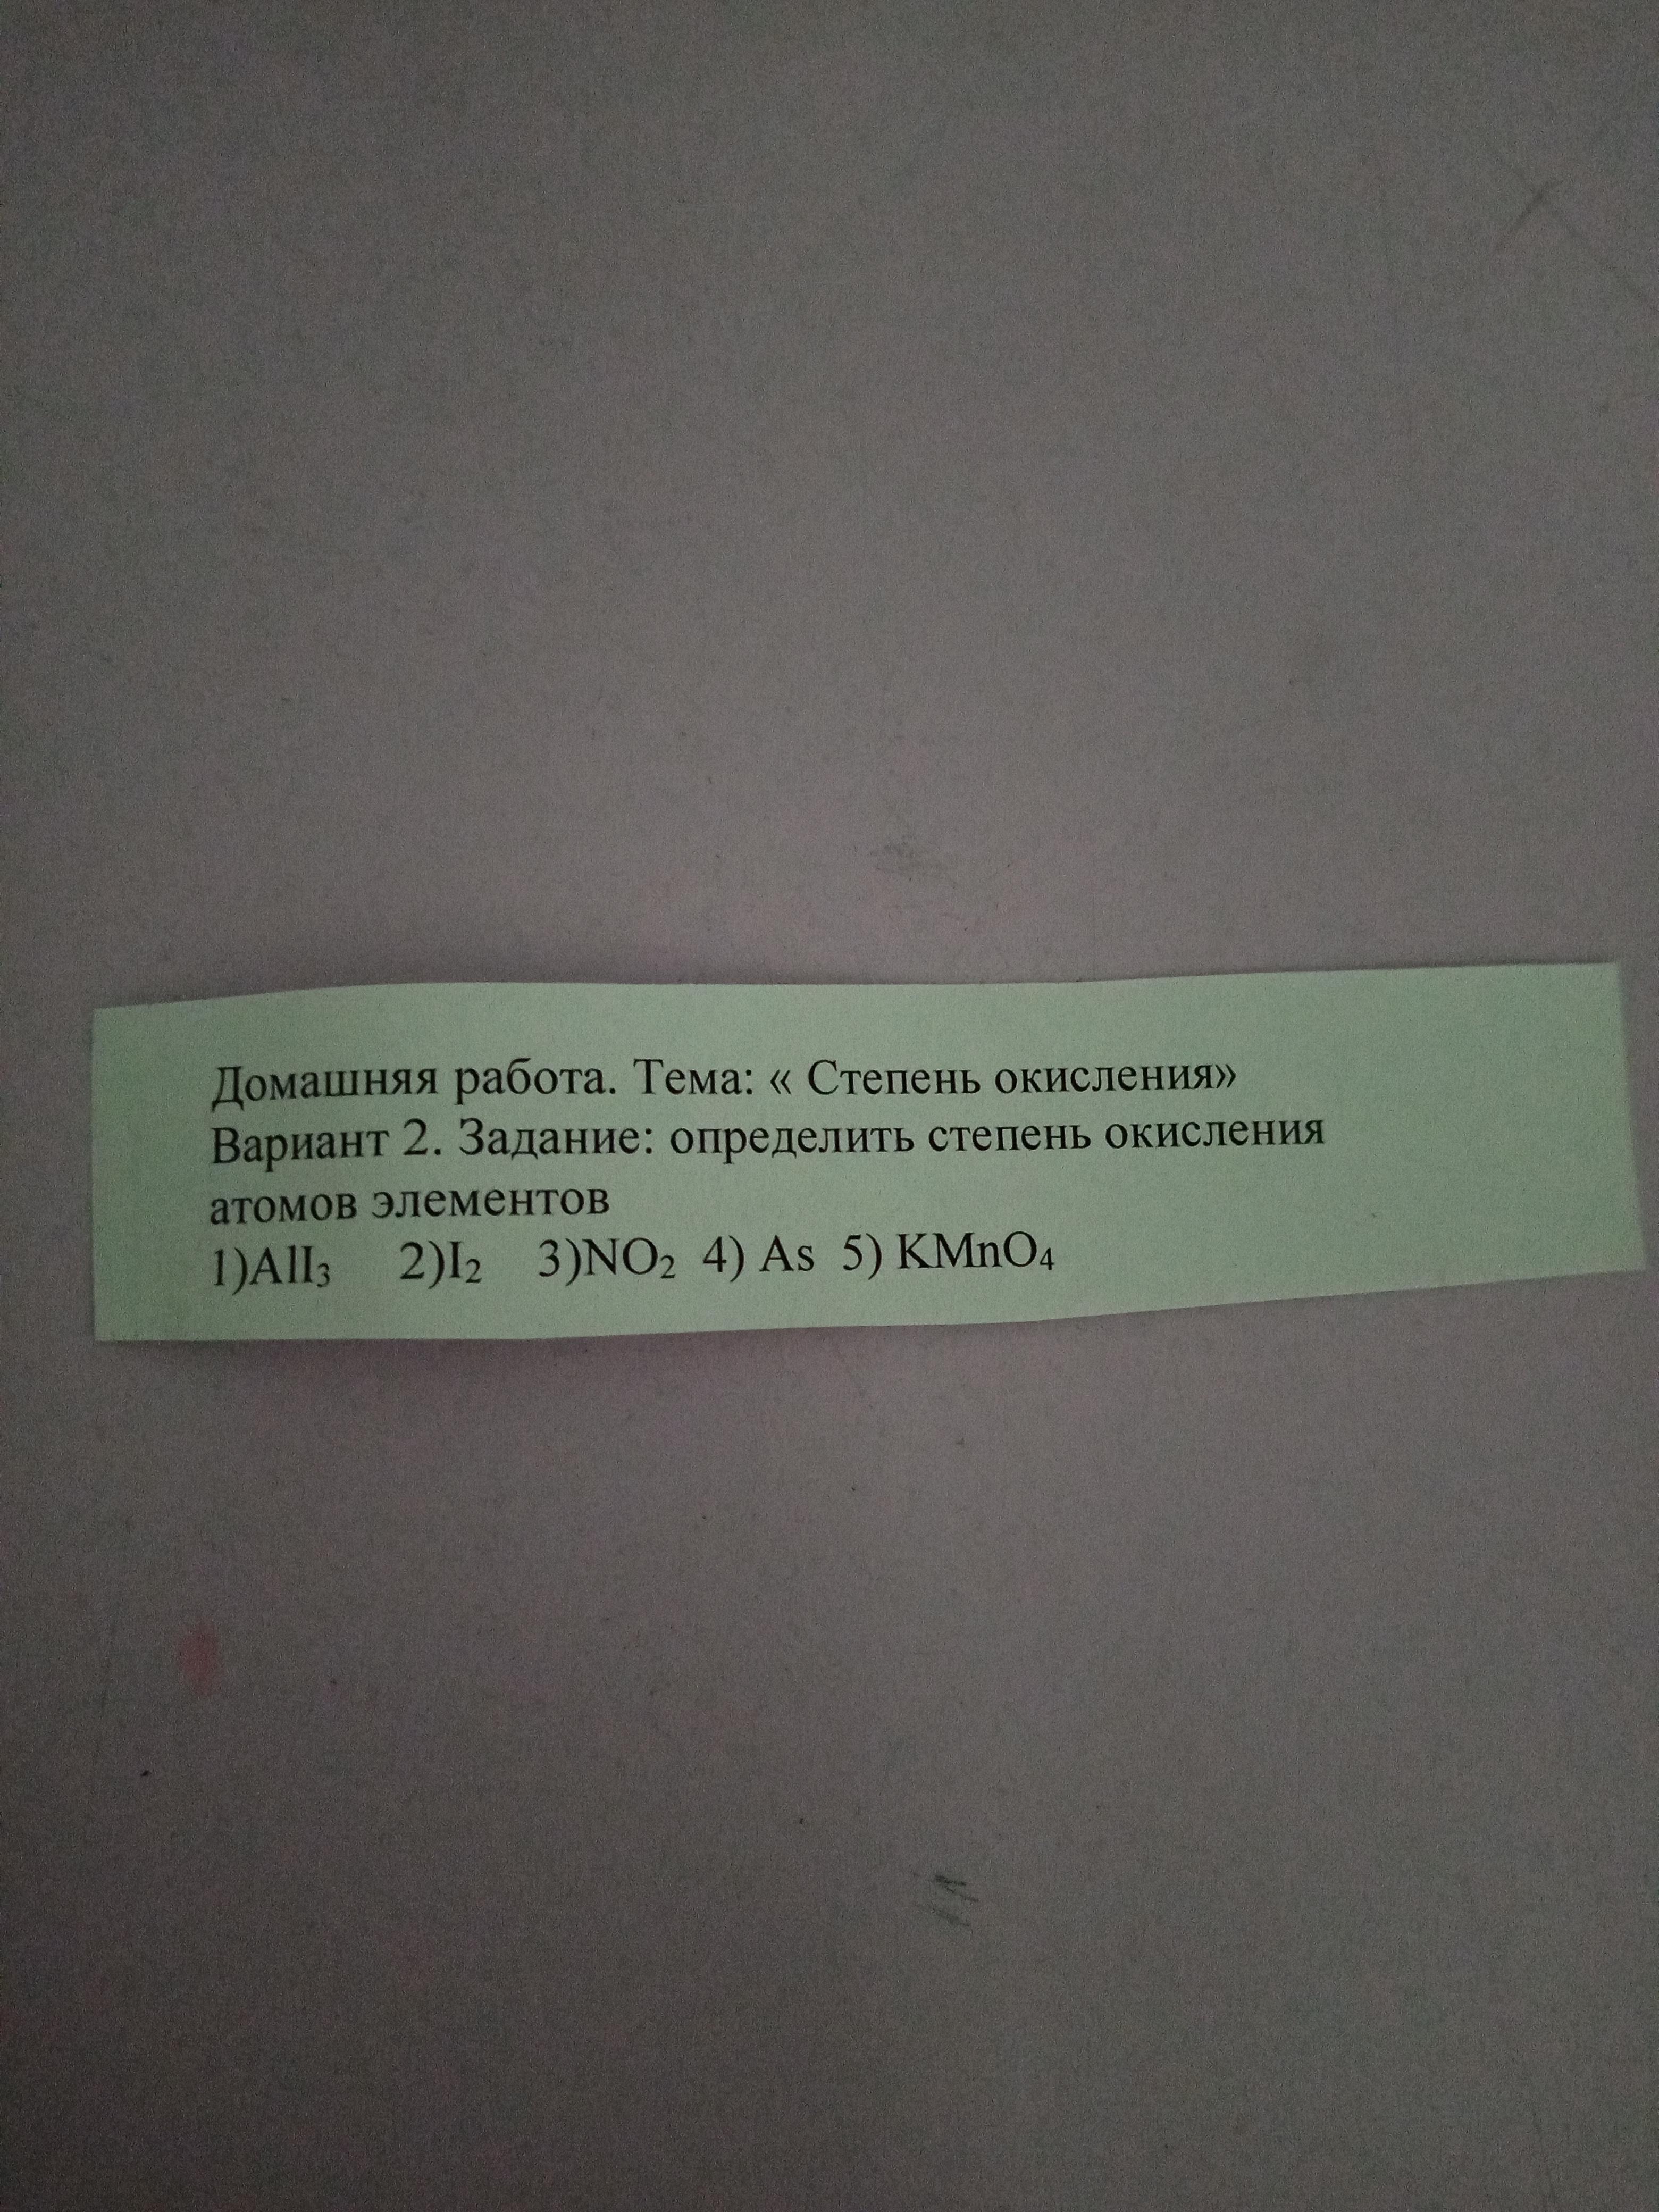 Домашняя работа. Тема: « Степень окисления»
Вариант 2. Задание: определить степень окисления
атомов элементов
1)AlI₃ 2)I₂ 3)NO₂ 4) As 5) KMnO₄